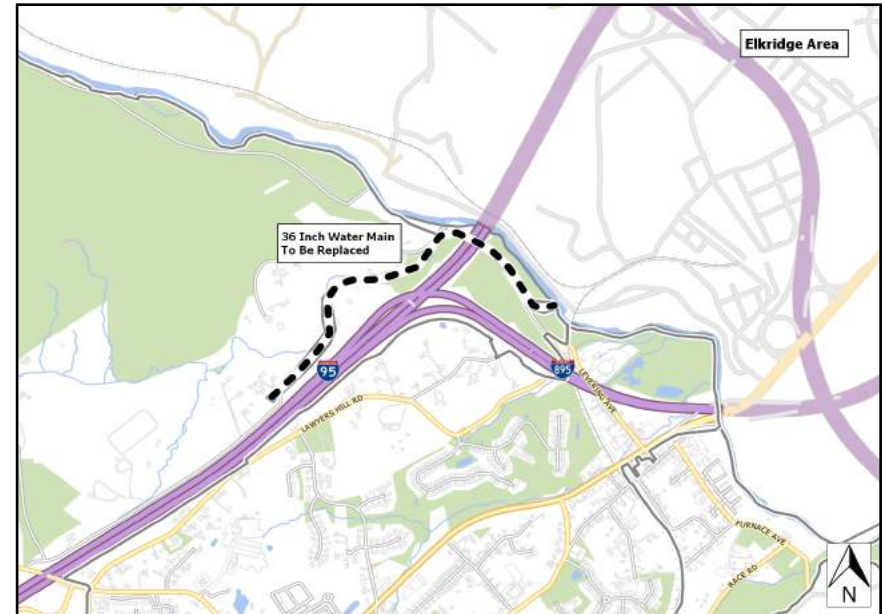 Elkridge Area
36 Inch Water Main
To Be Replaced
95
895
LEVERING AVE
LAWYERS HILL RD
FURNACE AVE
RACE RD
N